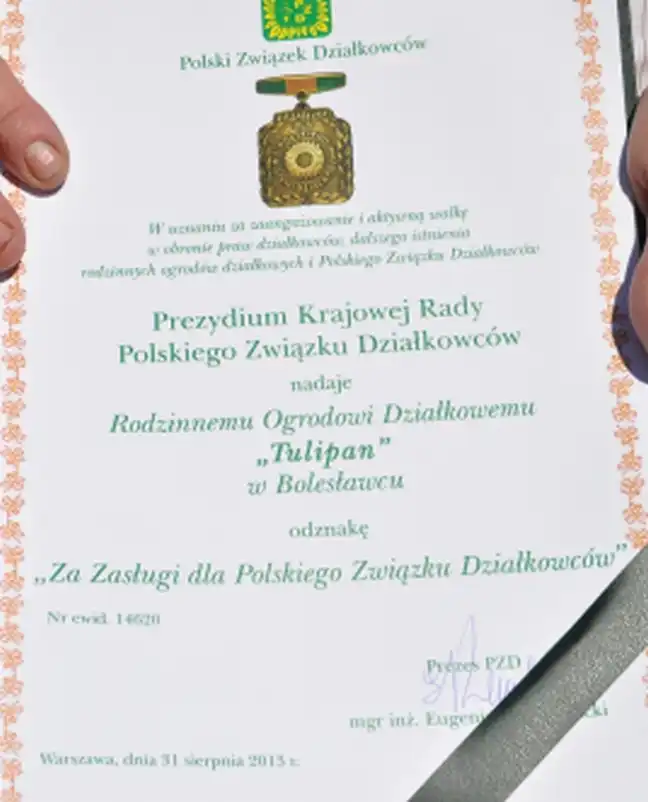 Polski Związek Działkowców
W uznaniu za zaangażowanie i aktywną walkę
w obronie praw działkowców, dalszego istnienia
rodzinnych ogrodów działkowych i Polskiego Związku Działkowców
Prezydium Krajowej Rady
Polskiego Związku Działkowców
nadaje
Rodzinnemu Ogrodowi Działkowemu
„Tulipan”
w Bolesławcu
odznakę
„Za Zasługi dla Polskiego Związku Działkowców”
Nr ewid. 14620
Prezes PZD
mgr inż. Eugeni
Warszawa, dnia 31 sierpnia 2013 r.